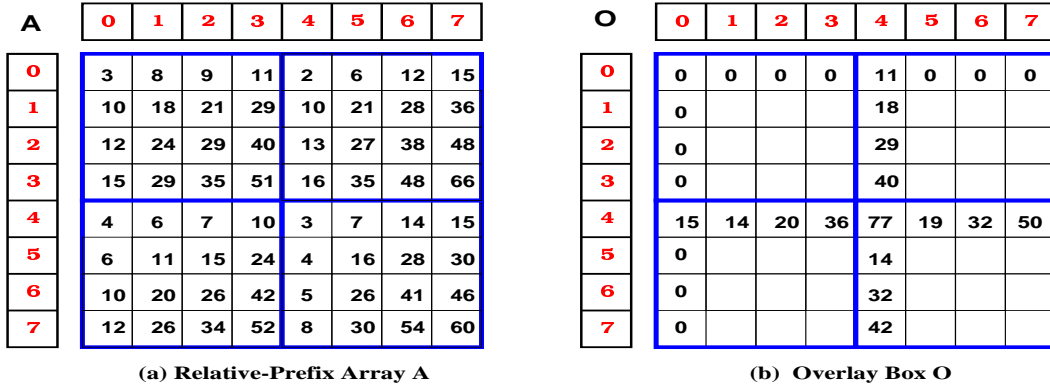 A 0 1 2 3 4 5 6 7
0 3 8 9 11 2 6 12 15
1 10 18 21 29 10 21 28 36
2 12 24 29 40 13 27 38 48
3 15 29 35 51 16 35 48 66
4 4 6 7 10 3 7 14 15
5 6 11 15 24 4 16 28 30
6 10 20 26 42 5 26 41 46
7 12 26 34 52 8 30 54 60
(a) Relative-Prefix Array A
O 0 1 2 3 4 5 6 7
0 0 0 0 0 11 0 0 0
1 0 18
2 0 29
3 0 40
4 15 14 20 36 77 19 32 50
5 0 14
6 0 32
7 0 42
(b) Overlay Box O